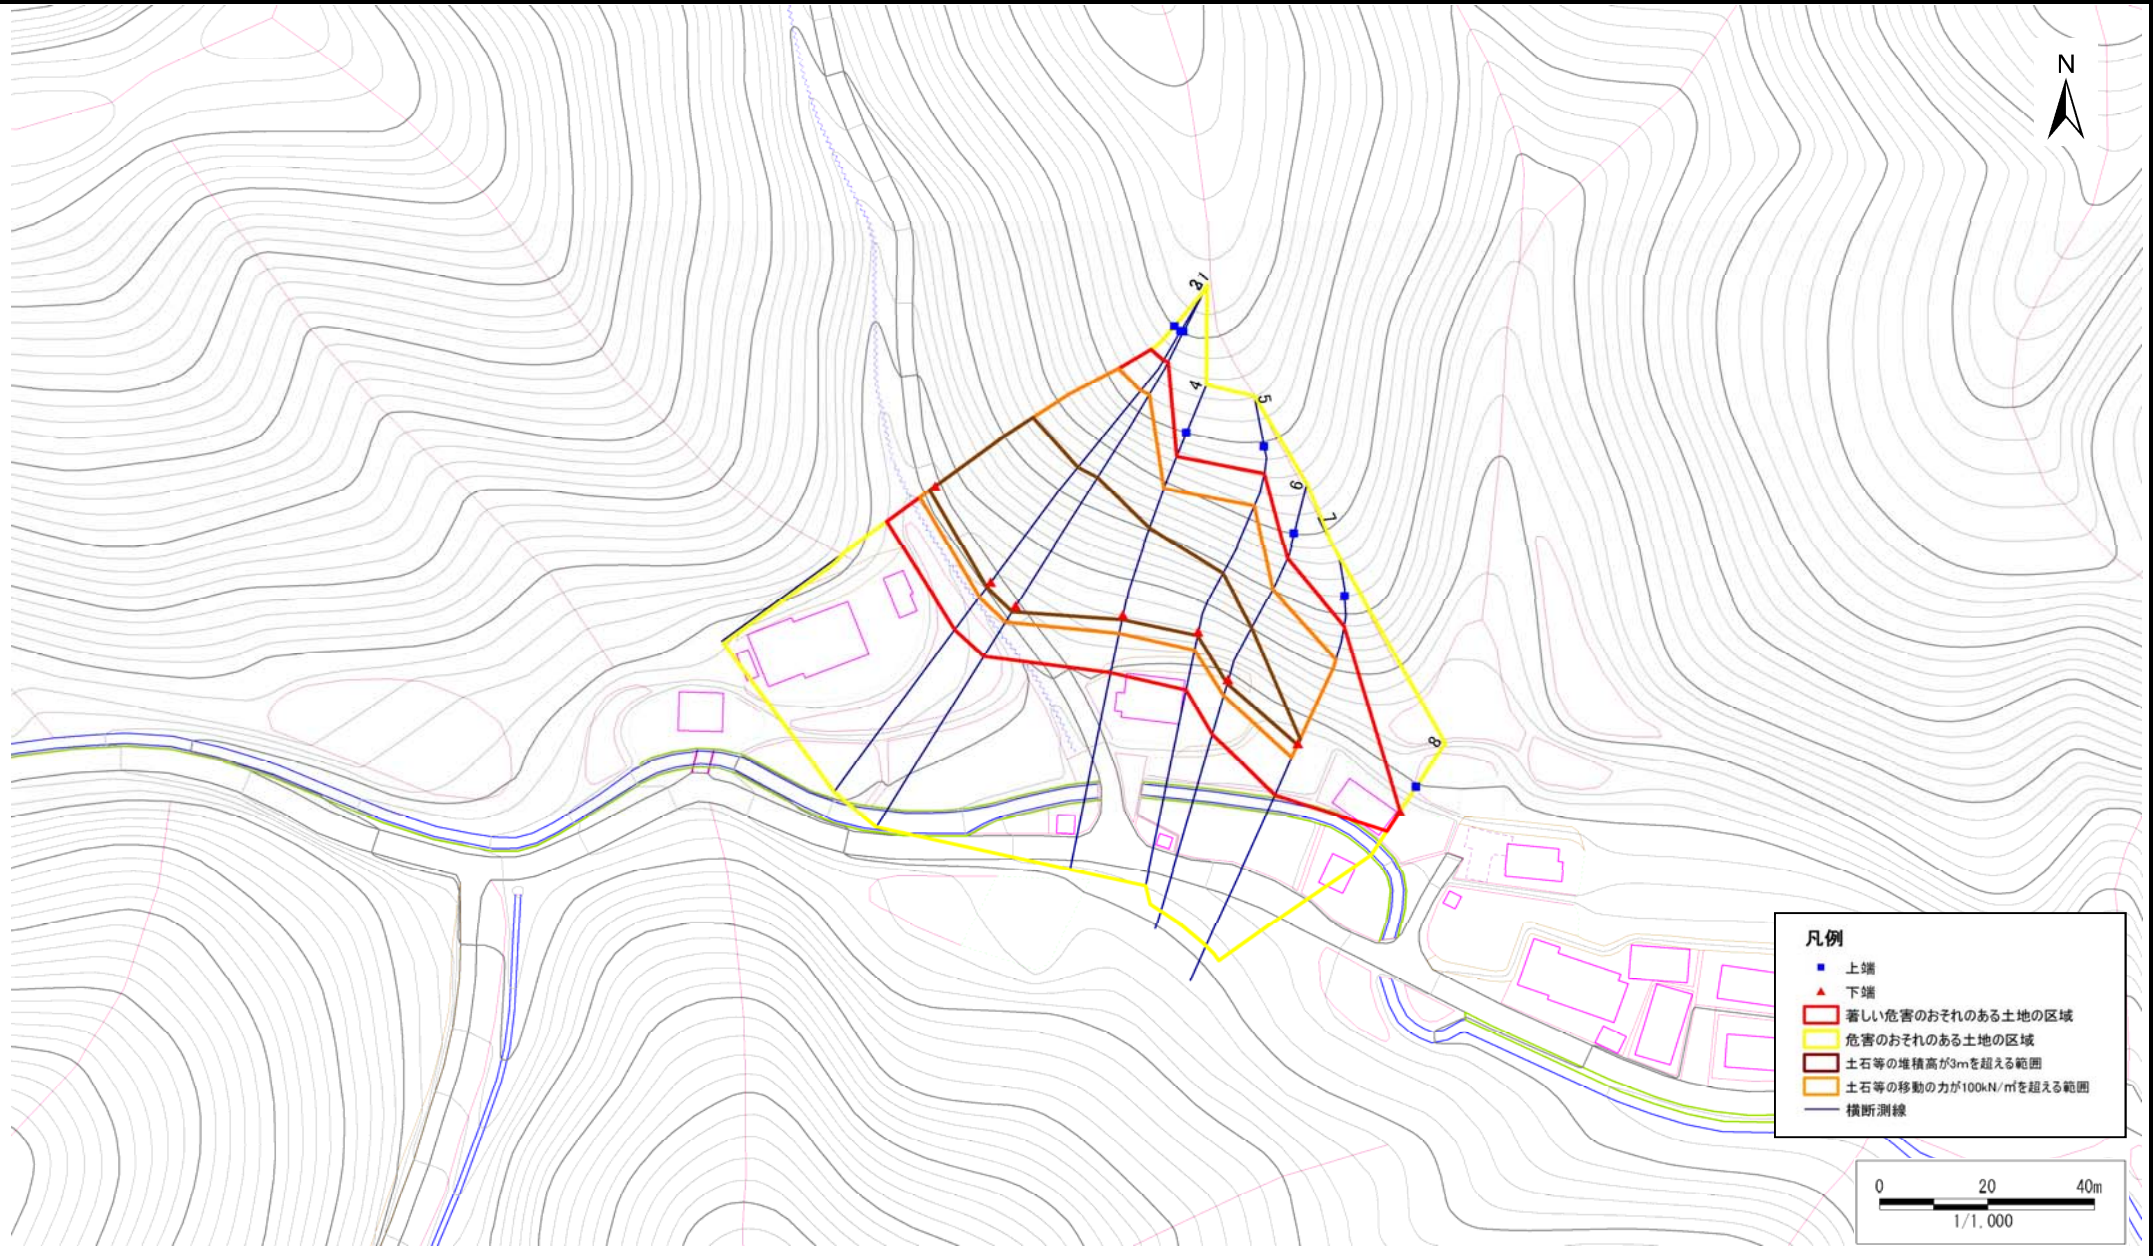 N
2
1
4
5
6
7
8
凡例
上端
下端
著しい危害のおそれのある土地の区域
危害のおそれのある土地の区域
土石等の堆積高が3mを超える範囲
土石等の移動の力が100kN/㎡を超える範囲
横断測線
0 20 40m
1/1,000